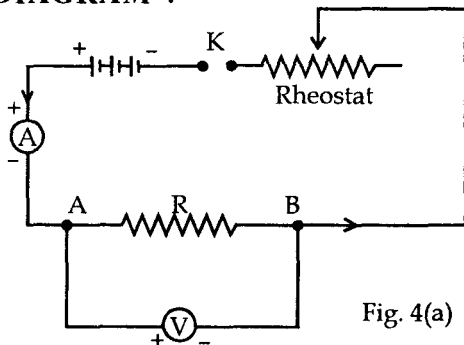 DIAGRAM :
+ − K
Rheostat
+
A
−
A R B
+ V −
Fig. 4(a)